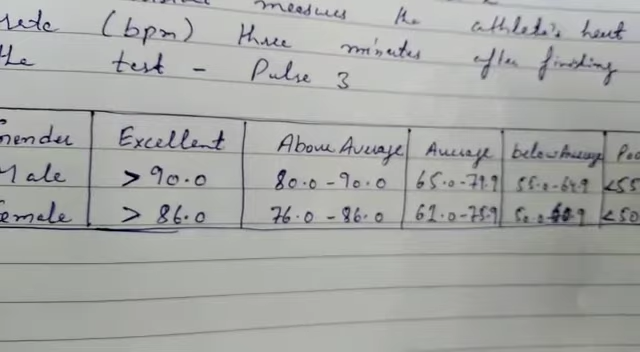 measures the athlete's heart
(bpm) three minutes after finishing
the test - Pulse 3
Gender Excellent Above Average Average below Average
Male > 90.0 80.0-90.0 65.0-79.9 55.0-64.9 <55
Female > 86.0 76.0-86.0 61.0-75.9 <50